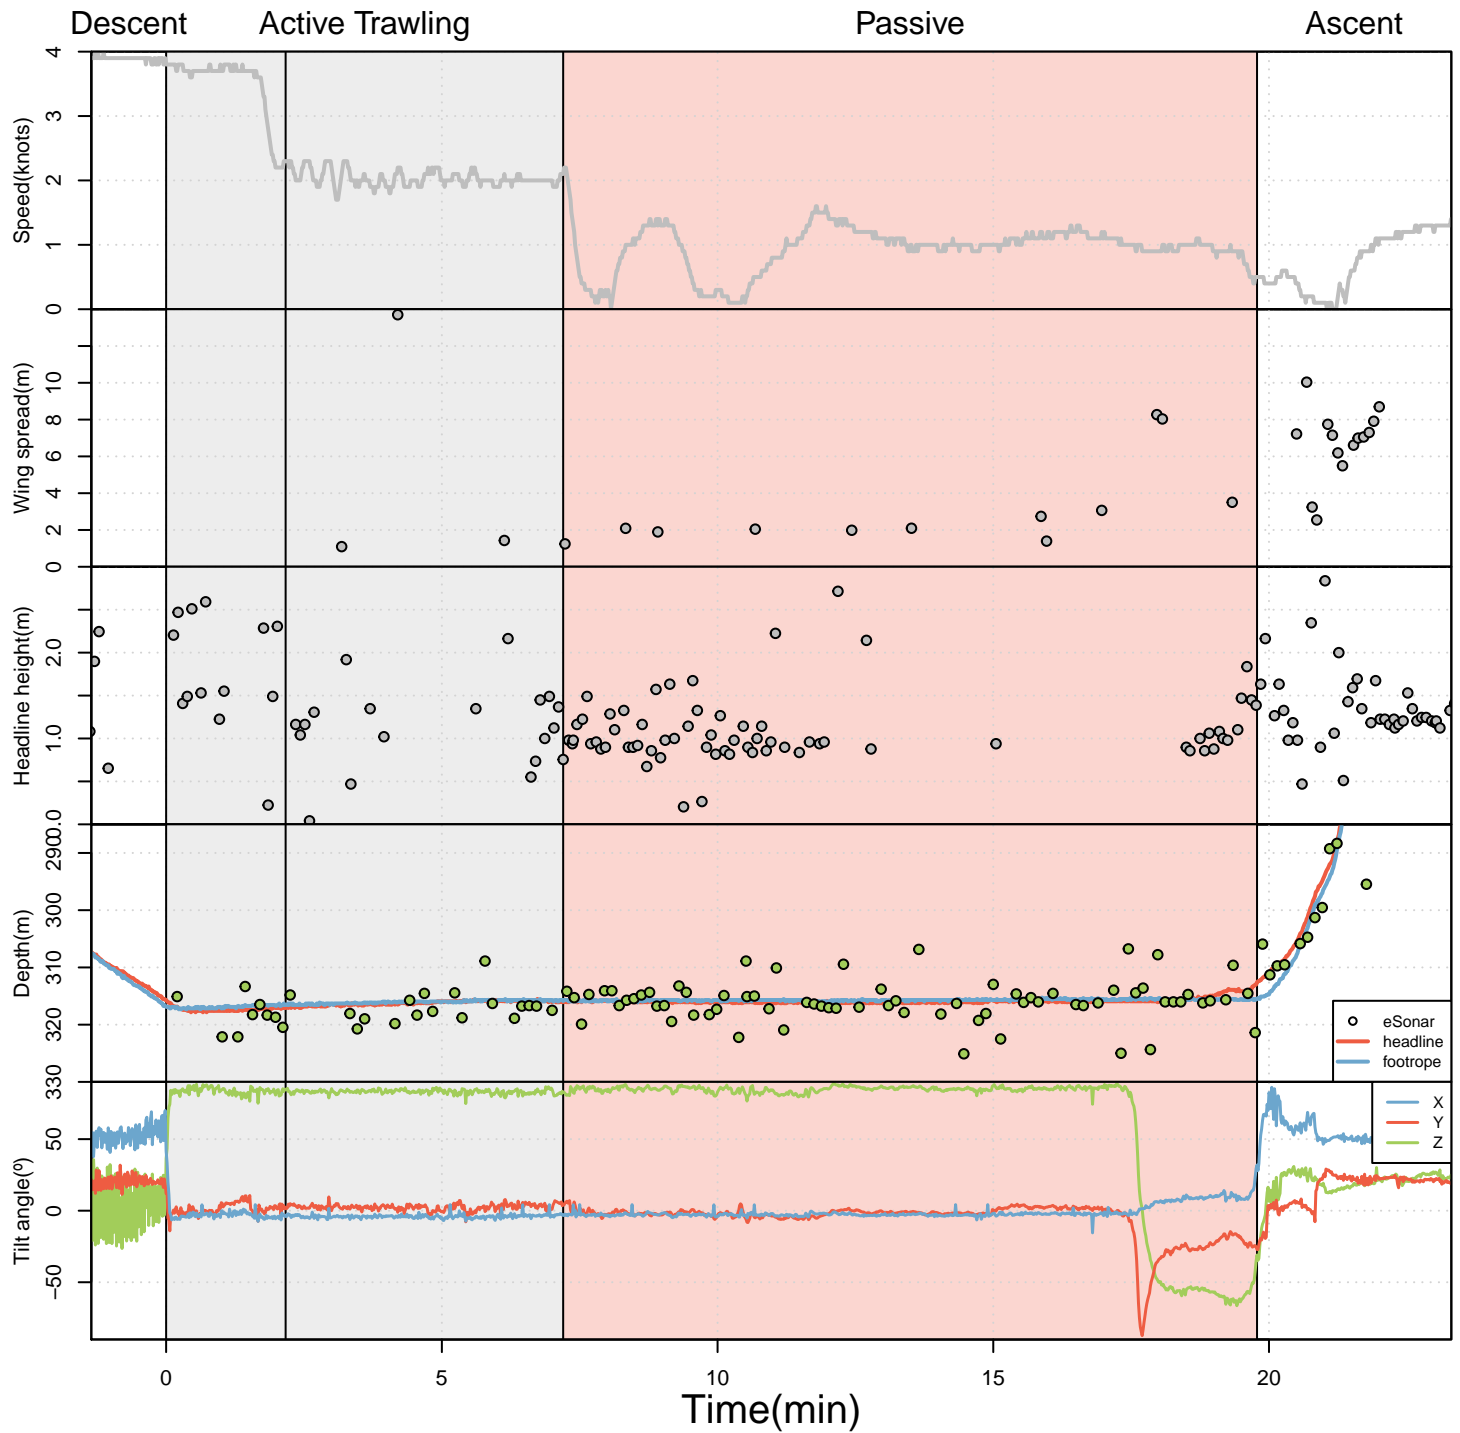 Descent Active Trawling Passive Ascent
Speed(knots)
4
3
2
1
0
Wing spread(m)
10
8
6
4
2
0
Headline height(m)
2.0
1.0
0.0
Depth(m)
290
300
310
320
330
eSonar
headline
footrope
Tilt angle(º)
50
0
−50
X
Y
Z
0 5 10 15 20
Time(min)